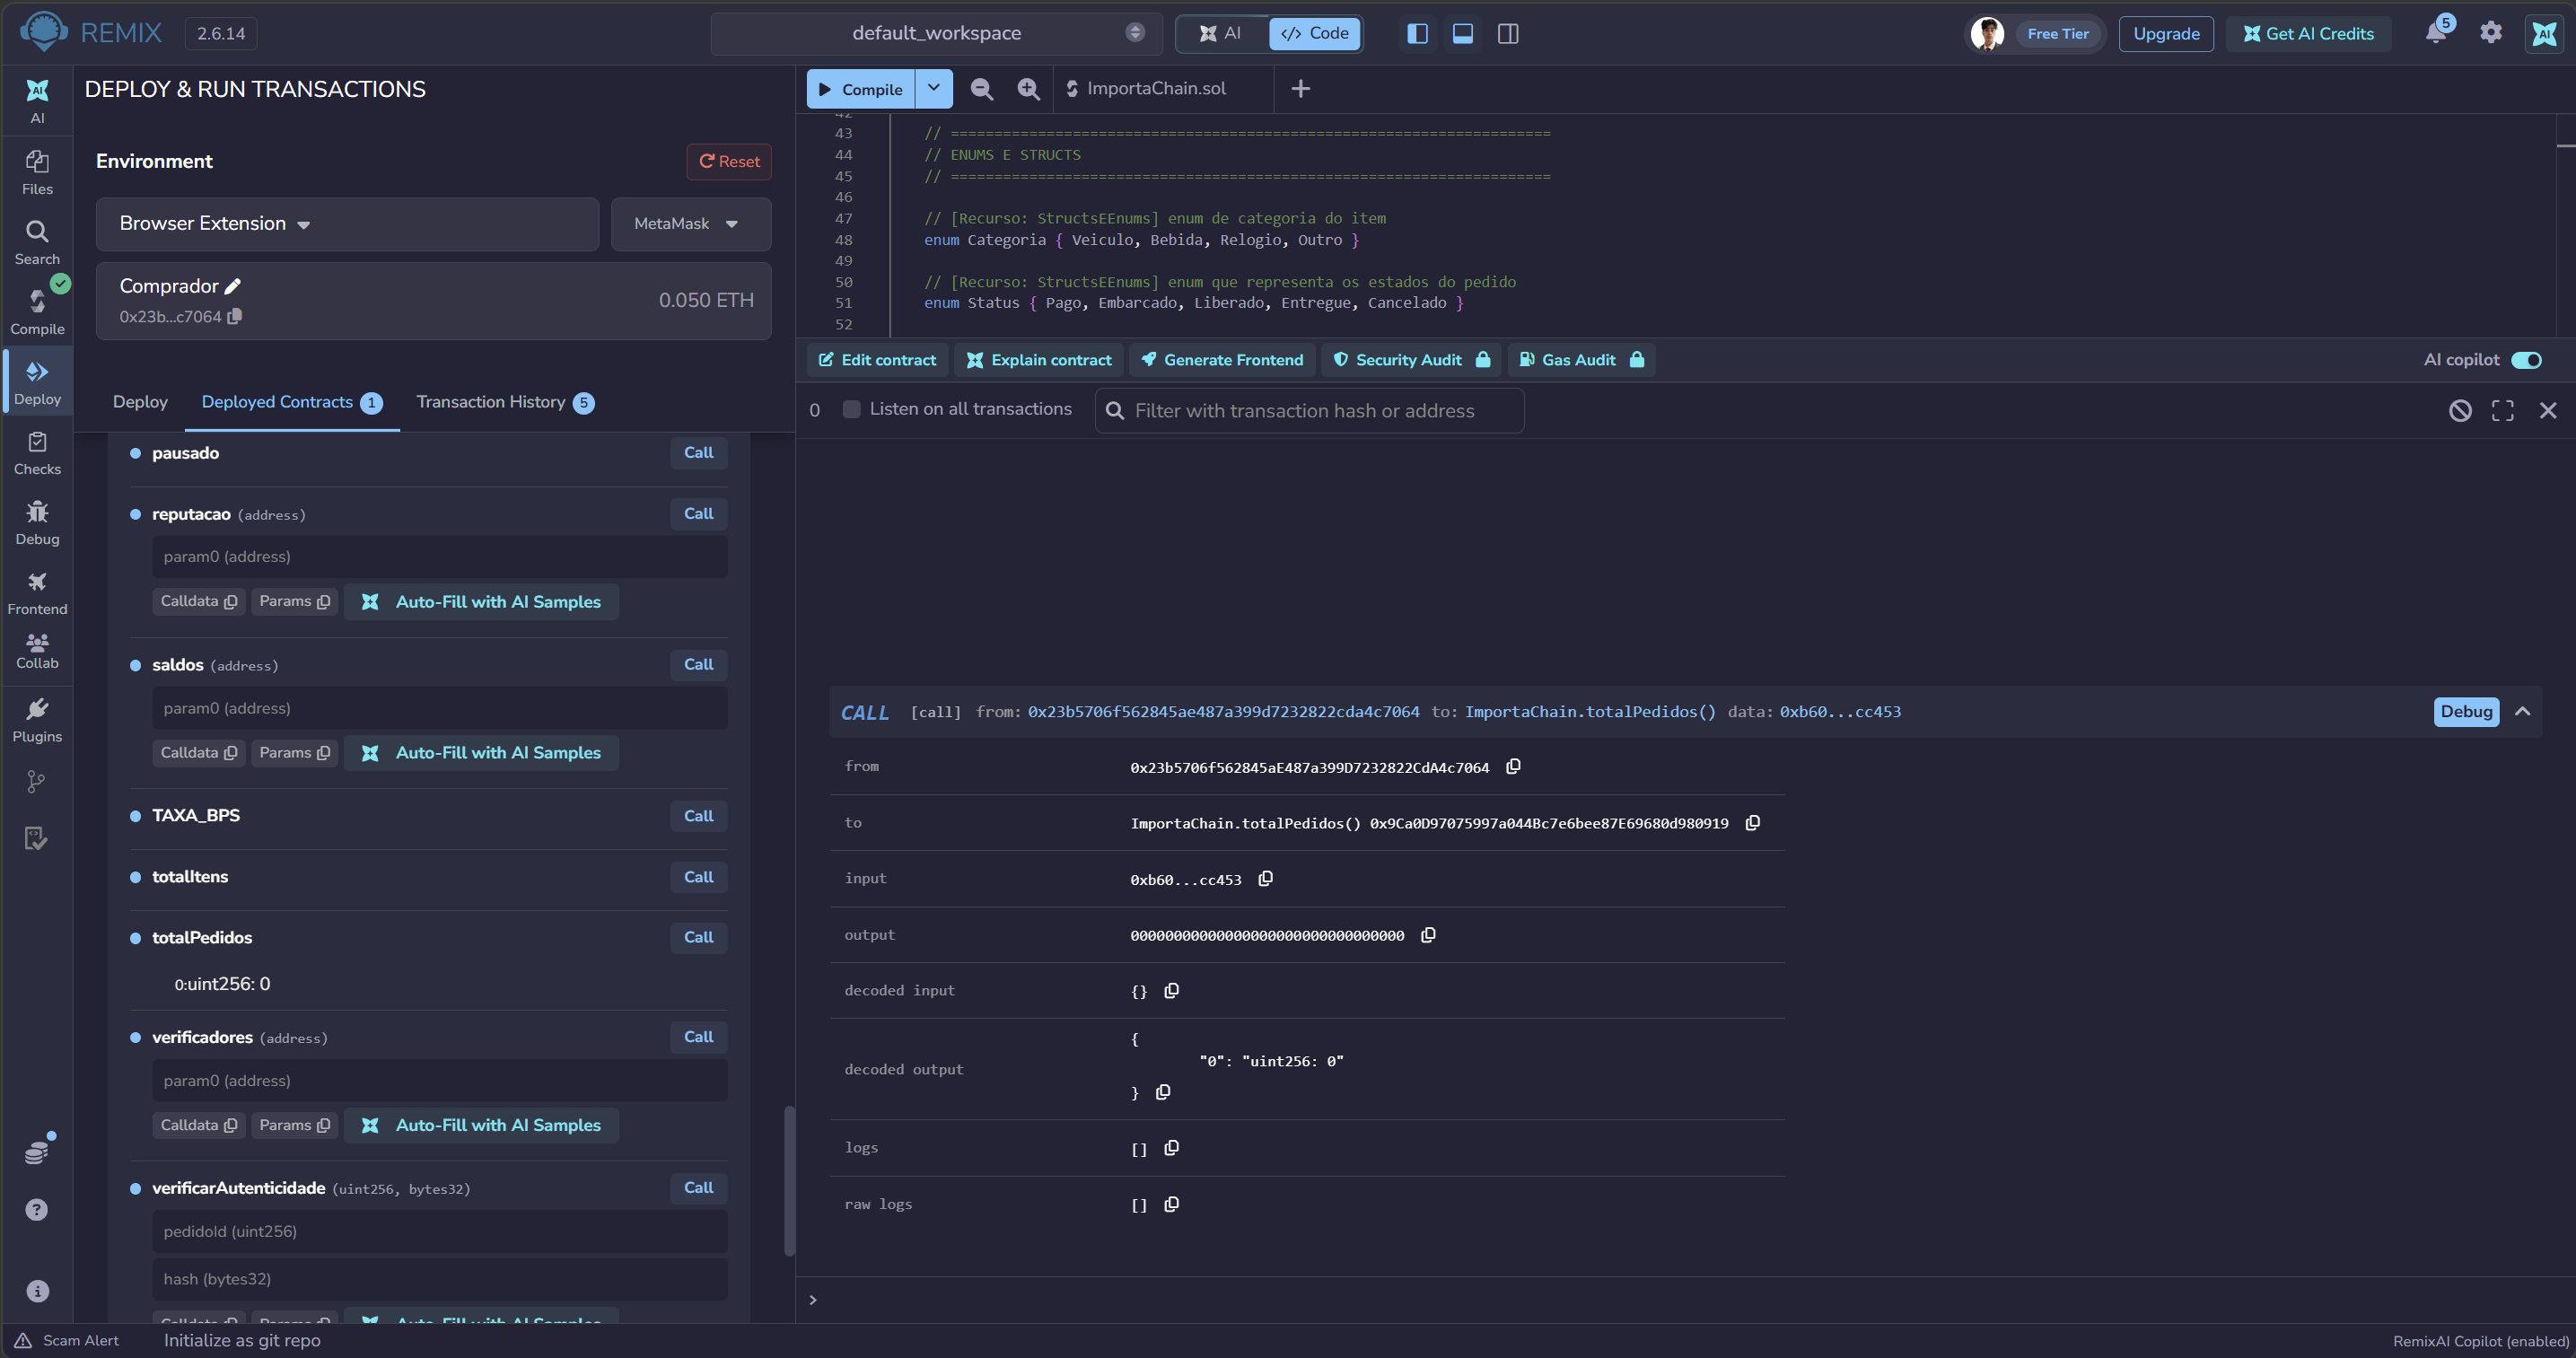 REMIX 2.6.14 default_workspace AI Code Free Tier Upgrade Get AI Credits 5 AI
AI
Files
Search
Compile
Deploy
Checks
Debug
Frontend
Collab
Plugins
DEPLOY & RUN TRANSACTIONS
Environment Reset
Browser Extension MetaMask
Comprador 0.050 ETH
0x23b...c7064
Deploy Deployed Contracts 1 Transaction History 5
pausado Call
reputacao (address) Call
param0 (address)
Calldata Params Auto-Fill with AI Samples
saldos (address) Call
param0 (address)
Calldata Params Auto-Fill with AI Samples
TAXA_BPS Call
totalItens Call
totalPedidos Call
0:uint256: 0
verificadores (address) Call
param0 (address)
Calldata Params Auto-Fill with AI Samples
verificarAutenticidade (uint256, bytes32) Call
pedidoId (uint256)
hash (bytes32)
Calldata Params Auto-Fill with AI Samples
Compile ImportaChain.sol
42
43 // =====================================================================
44 // ENUMS E STRUCTS
45 // =====================================================================
46
47 // [Recurso: StructsEEnums] enum de categoria do item
48 enum Categoria { Veiculo, Bebida, Relogio, Outro }
49
50 // [Recurso: StructsEEnums] enum que representa os estados do pedido
51 enum Status { Pago, Embarcado, Liberado, Entregue, Cancelado }
52
Edit contract Explain contract Generate Frontend Security Audit Gas Audit AI copilot
0 Listen on all transactions Filter with transaction hash or address
CALL [call] from: 0x23b5706f562845ae487a399d7232822cda4c7064 to: ImportaChain.totalPedidos() data: 0xb60...cc453 Debug
from 0x23b5706f562845aE487a399D7232822CdA4c7064
to ImportaChain.totalPedidos() 0x9Ca0D97075997a044Bc7e6bee87E69680d980919
input 0xb60...cc453
output 00000000000000000000000000000000
decoded input {}
decoded output {
"0": "uint256: 0"
}
logs []
raw logs []
>
Scam Alert Initialize as git repo RemixAI Copilot (enabled)